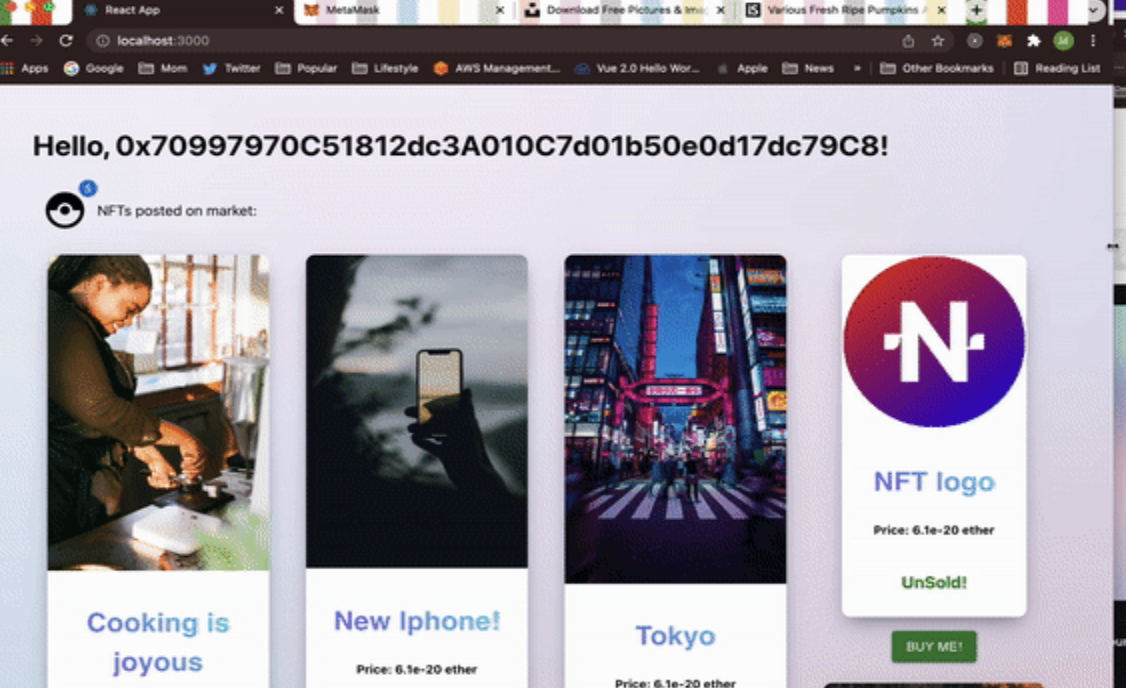 React App
MetaMask
Download Free Pictures & Ima
Various Fresh Ripe Pumpkins
localhost:3000
Apps Google Mom Twitter Popular Lifestyle AWS Management... Vue 2.0 Hello Wor... Apple News » Other Bookmarks Reading List
Hello, 0x70997970C51812dc3A010C7d01b50e0d17dc79C8!
NFTs posted on market:
N
NFT logo
Price: 6.1e-20 ether
UnSold!
BUY ME!
Cooking is
joyous
New Iphone!
Price: 6.1e-20 ether
Tokyo
Price: 6.1e-20 ether